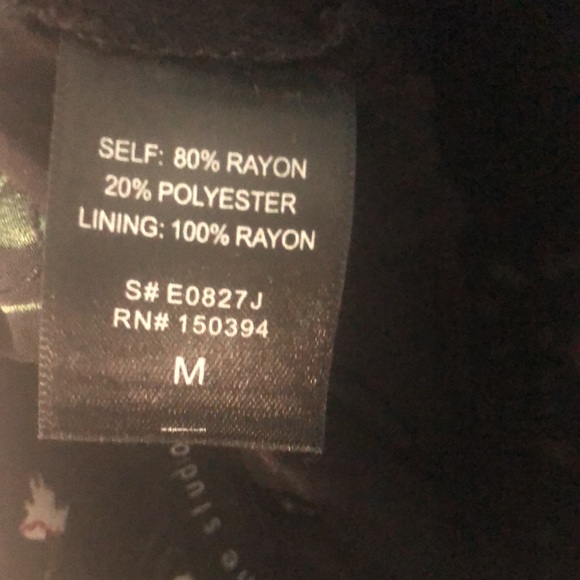 SELF: 80% RAYON
20% POLYESTER
LINING: 100% RAYON
S# E0827J
RN# 150394
M